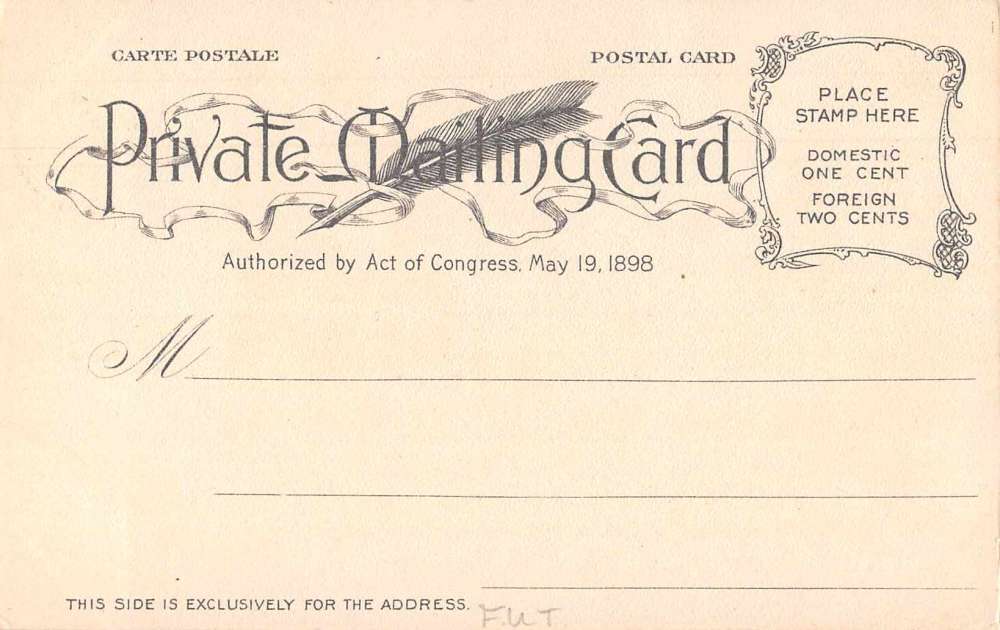 CARTE POSTALE
POSTAL CARD
Private Mailing Card
Authorized by Act of Congress, May 19, 1898
PLACE
STAMP HERE
DOMESTIC
ONE CENT
FOREIGN
TWO CENTS
M
THIS SIDE IS EXCLUSIVELY FOR THE ADDRESS.
F.U.T.